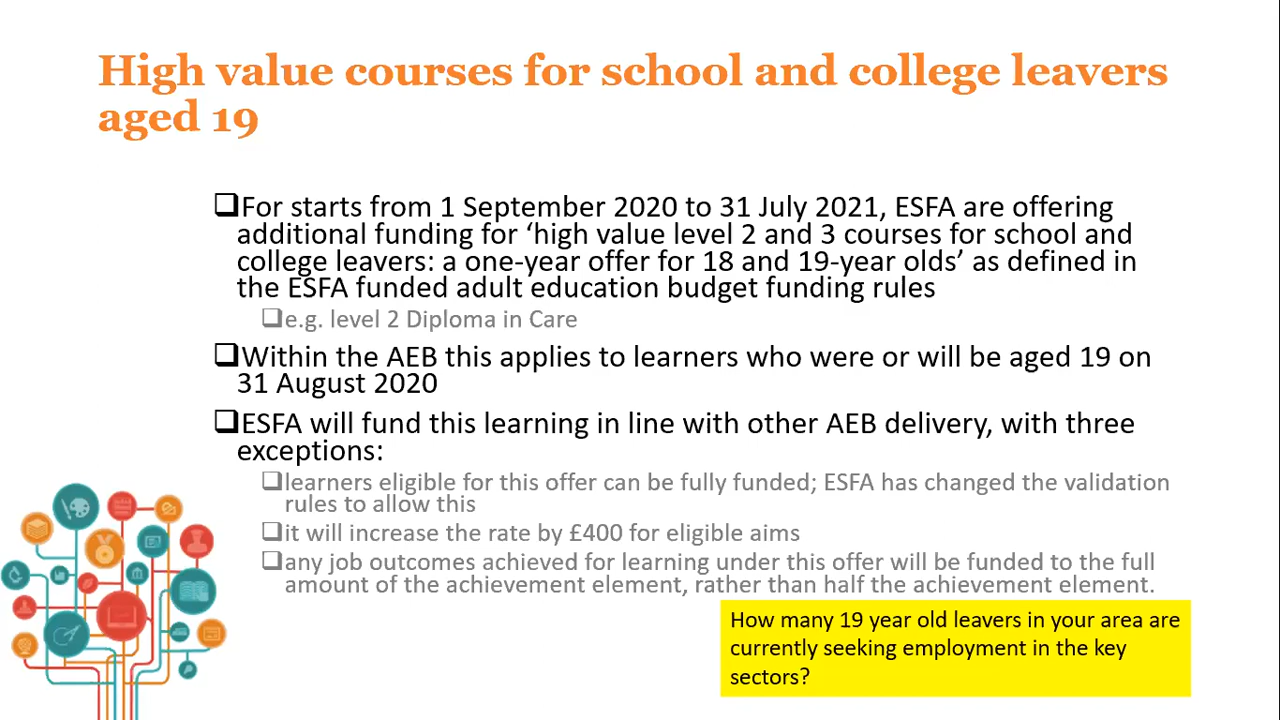 High value courses for school and college leavers
aged 19
❑For starts from 1 September 2020 to 31 July 2021, ESFA are offering
additional funding for ‘high value level 2 and 3 courses for school and
college leavers: a one-year offer for 18 and 19-year olds’ as defined in
the ESFA funded adult education budget funding rules
❑e.g. level 2 Diploma in Care
❑Within the AEB this applies to learners who were or will be aged 19 on
31 August 2020
❑ESFA will fund this learning in line with other AEB delivery, with three
exceptions:
❑learners eligible for this offer can be fully funded; ESFA has changed the validation
rules to allow this
❑it will increase the rate by £400 for eligible aims
❑any job outcomes achieved for learning under this offer will be funded to the full
amount of the achievement element, rather than half the achievement element.
How many 19 year old leavers in your area are
currently seeking employment in the key
sectors?